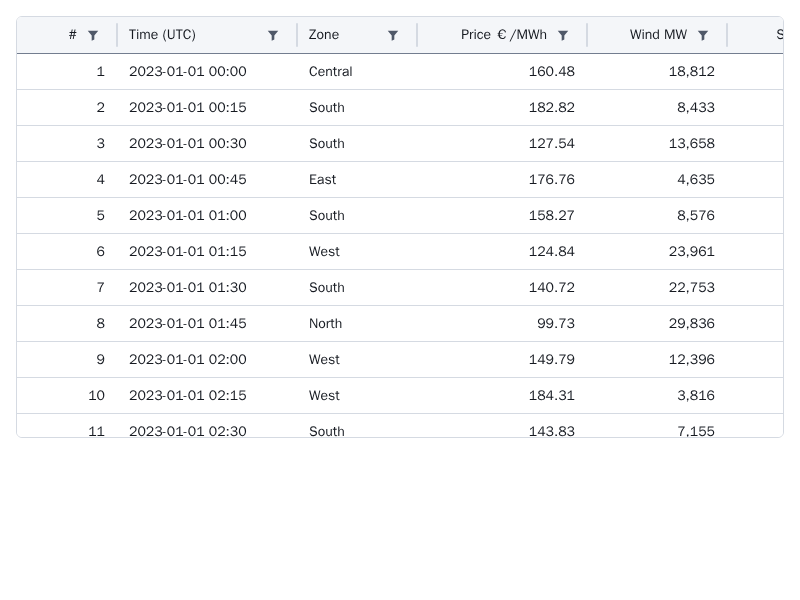 # Time (UTC) Zone Price €/MWh Wind MW S
1 2023-01-01 00:00 Central 160.48 18,812
2 2023-01-01 00:15 South 182.82 8,433
3 2023-01-01 00:30 South 127.54 13,658
4 2023-01-01 00:45 East 176.76 4,635
5 2023-01-01 01:00 South 158.27 8,576
6 2023-01-01 01:15 West 124.84 23,961
7 2023-01-01 01:30 South 140.72 22,753
8 2023-01-01 01:45 North 99.73 29,836
9 2023-01-01 02:00 West 149.79 12,396
10 2023-01-01 02:15 West 184.31 3,816
11 2023-01-01 02:30 South 143.83 7,155